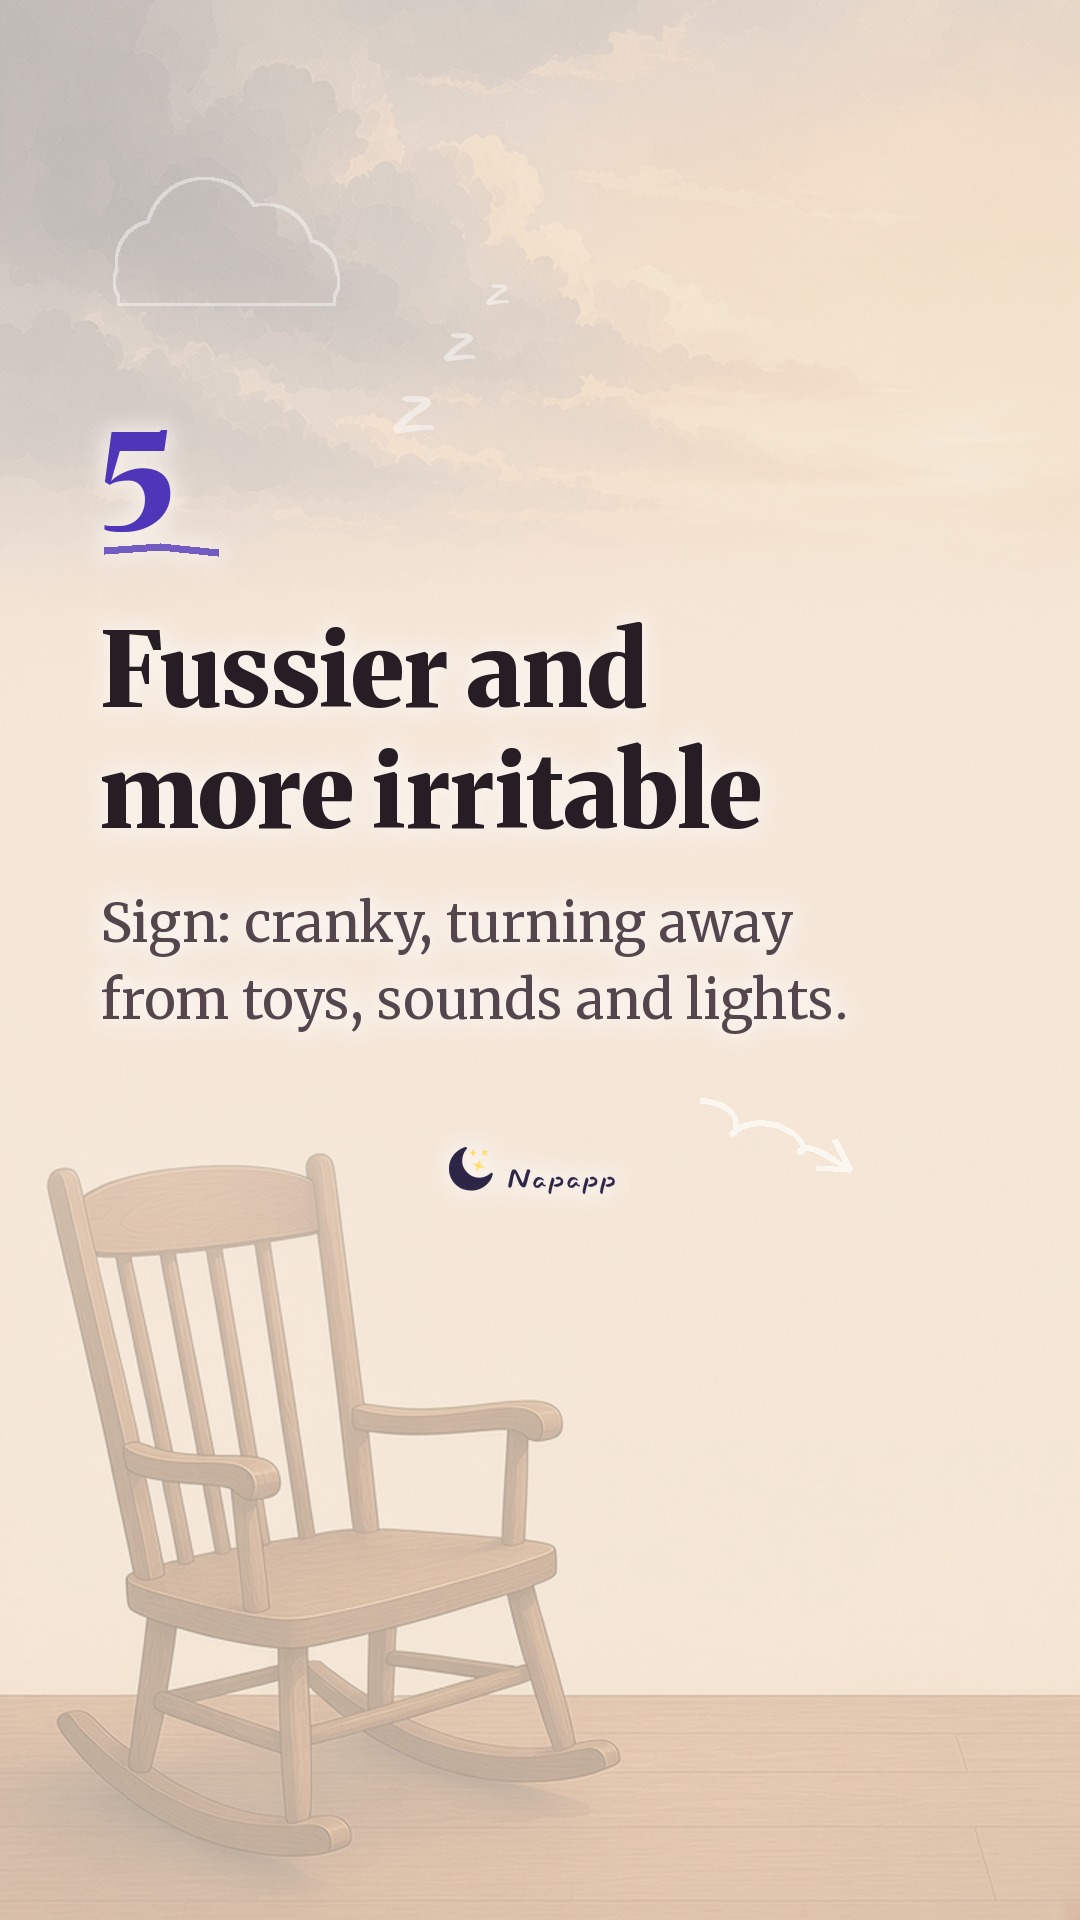 z
z
z
5
Fussier and
more irritable
Sign: cranky, turning away
from toys, sounds and lights.
Napapp